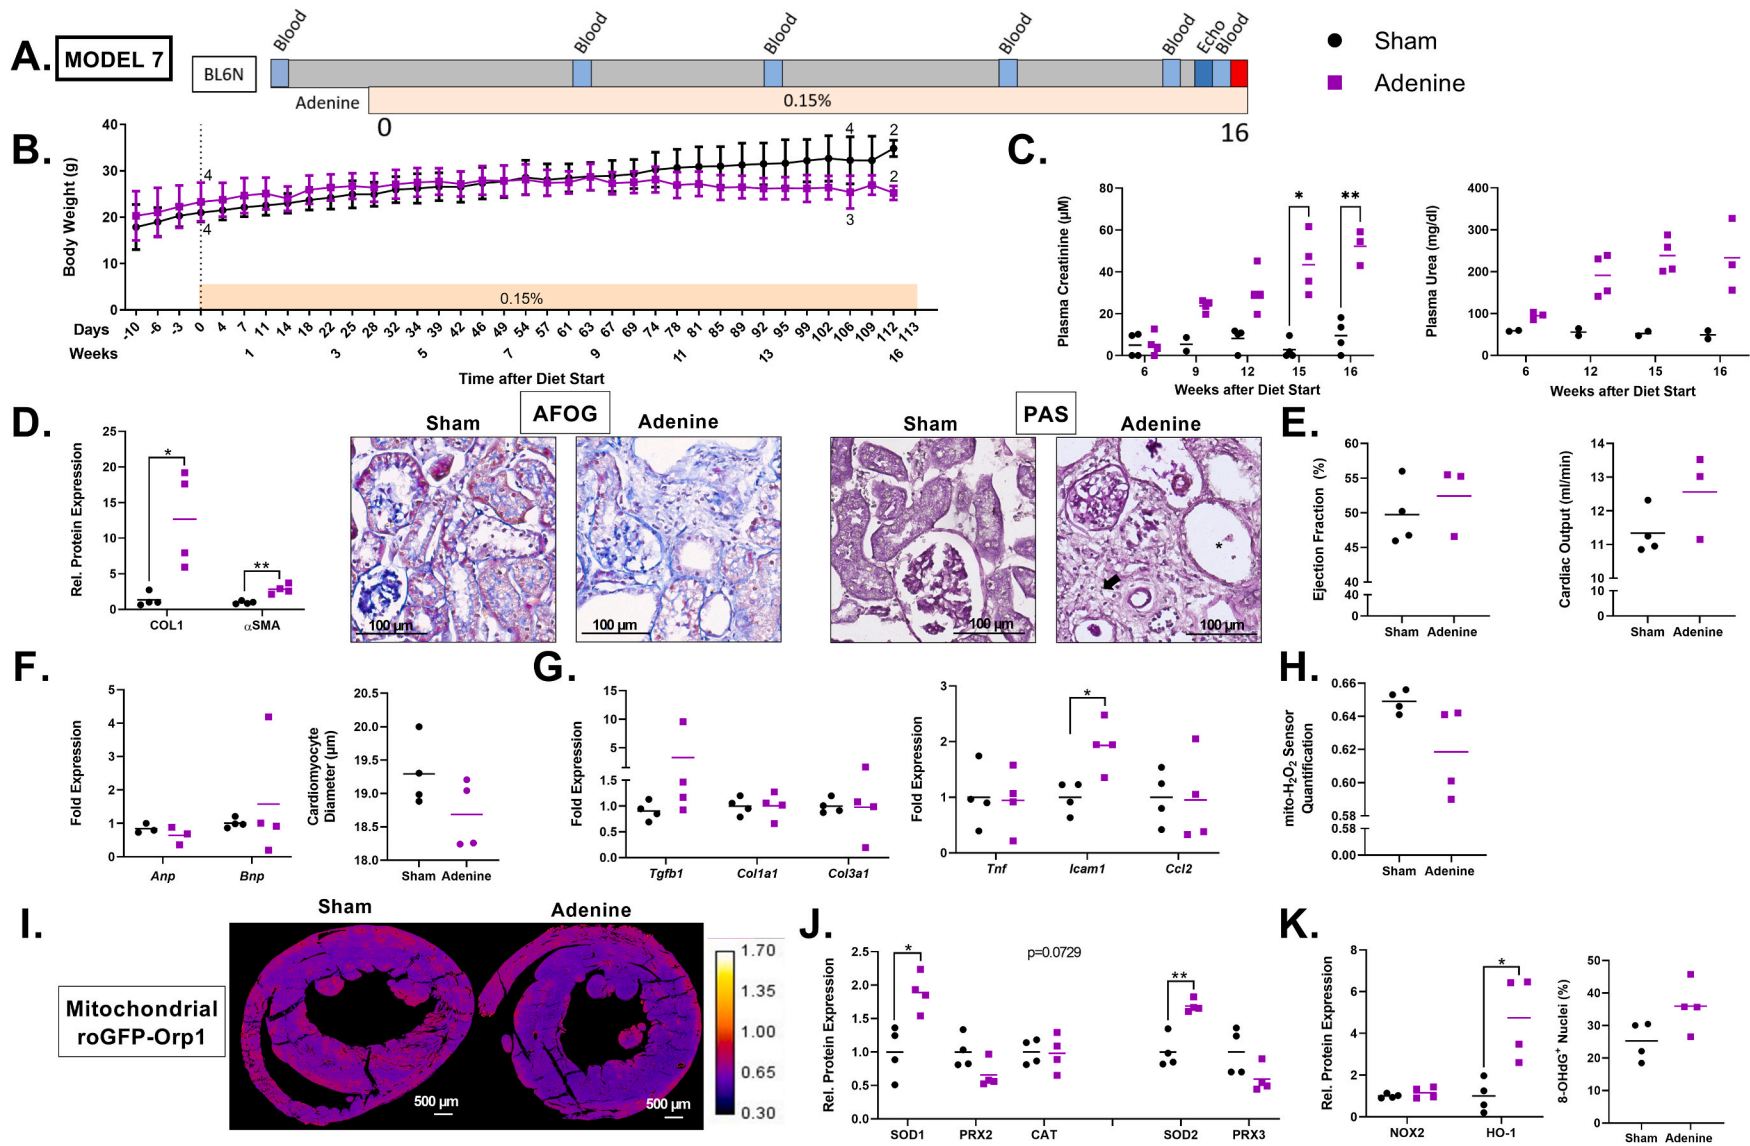 A.
MODEL 7
BL6N
Blood
Blood
Blood
Blood
Blood
Echo
Blood
Adenine
0.15%
0
16
Sham
Adenine
B.
Body Weight (g)
40
30
20
10
0
4
4
4
3
2
2
0.15%
Days
-10 -6 -3 0 4 7 11 14 18 22 25 28 32 34 39 42 46 49 54 57 61 63 67 69 74 78 81 85 89 92 95 99 102 106 109 112 113
Weeks
1 3 5 7 9 11 13 16
Time after Diet Start
C.
Plasma Creatinine (µM)
80
60
40
20
0
* **
6 9 12 15 16
Weeks after Diet Start
Plasma Urea (mg/dl)
400
300
200
100
0
6 12 15 16
Weeks after Diet Start
D.
Rel. Protein Expression
25
20
15
10
5
0
*
**
COL1 αSMA
AFOG
Sham Adenine
100 µm
100 µm
PAS
Sham Adenine
100 µm
*
100 µm
E.
Ejection Fraction (%)
60
55
50
45
40
40
0
Sham Adenine
Cardiac Output (ml/min)
14
13
12
11
10
10
0
Sham Adenine
F.
Fold Expression
5
4
3
2
1
0
Anp Bnp
Cardiomyocyte
Diameter (µm)
20.5
20.0
19.5
19.0
18.5
18.0
Sham Adenine
G.
Fold Expression
15
10
5
1.5
1.0
0.5
0.0
Tgfb1 Col1a1 Col3a1
Fold Expression
3
2
1
0
*
Tnf Icam1 Ccl2
H.
mito-H₂O₂ Sensor
Quantification
0.66
0.64
0.62
0.60
0.58
0.58
0.00
Sham Adenine
I.
Mitochondrial
roGFP-Orp1
Sham
Adenine
500 µm
500 µm
1.70
1.35
1.00
0.65
0.30
J.
Rel. Protein Expression
2.5
2.0
1.5
1.0
0.5
0.0
*
p=0.0729
**
SOD1 PRX2 CAT SOD2 PRX3
K.
Rel. Protein Expression
8
6
4
2
0
*
NOX2 HO-1
8-OHdG⁺ Nuclei (%)
50
40
30
20
10
0
Sham Adenine